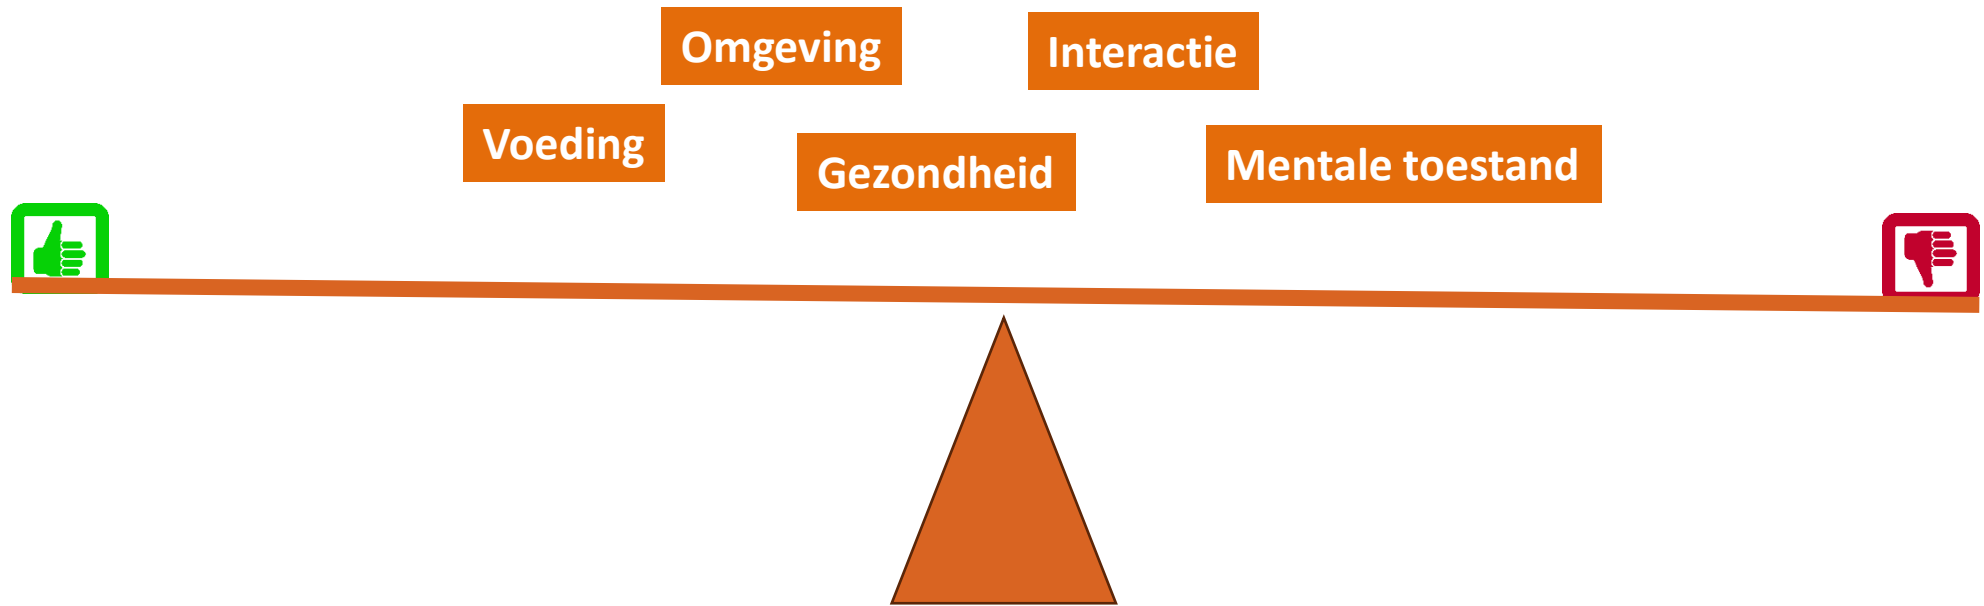 Omgeving
Interactie
Voeding
Gezondheid
Mentale toestand